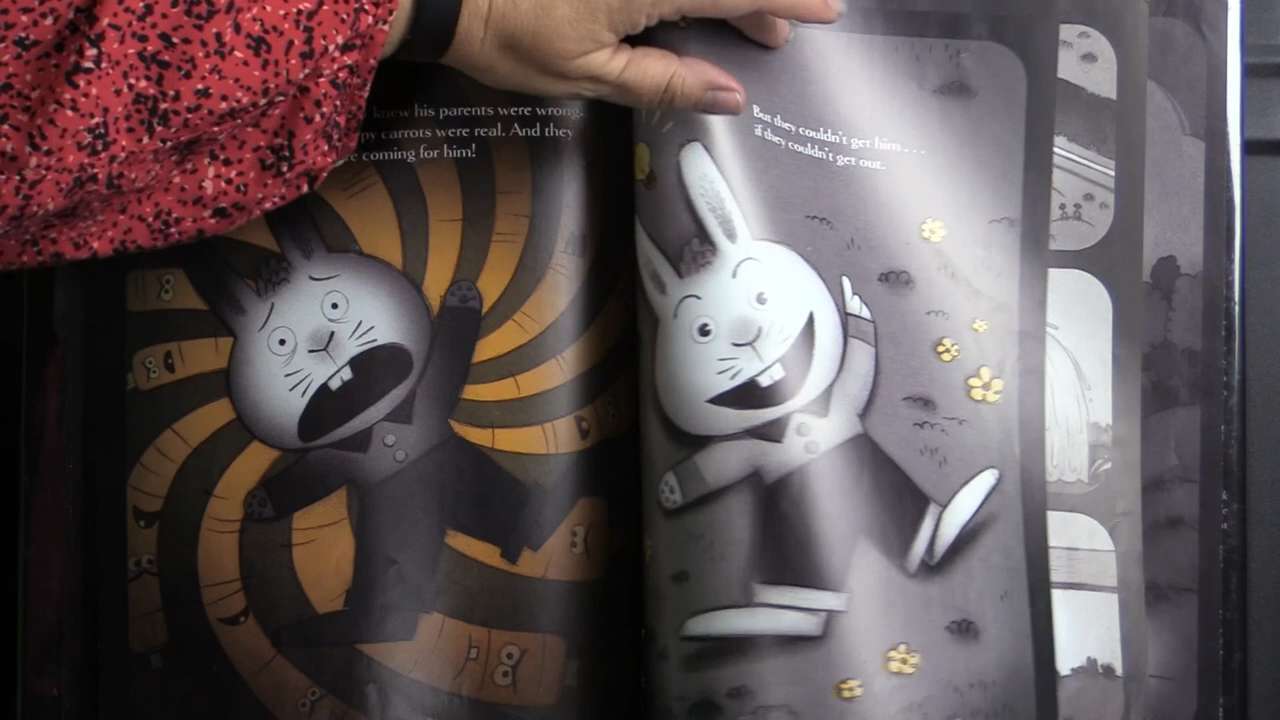 knew his parents were wrong.
carrots were real. And they
coming for him!
But they couldn't get him . . .
if they couldn't get out.